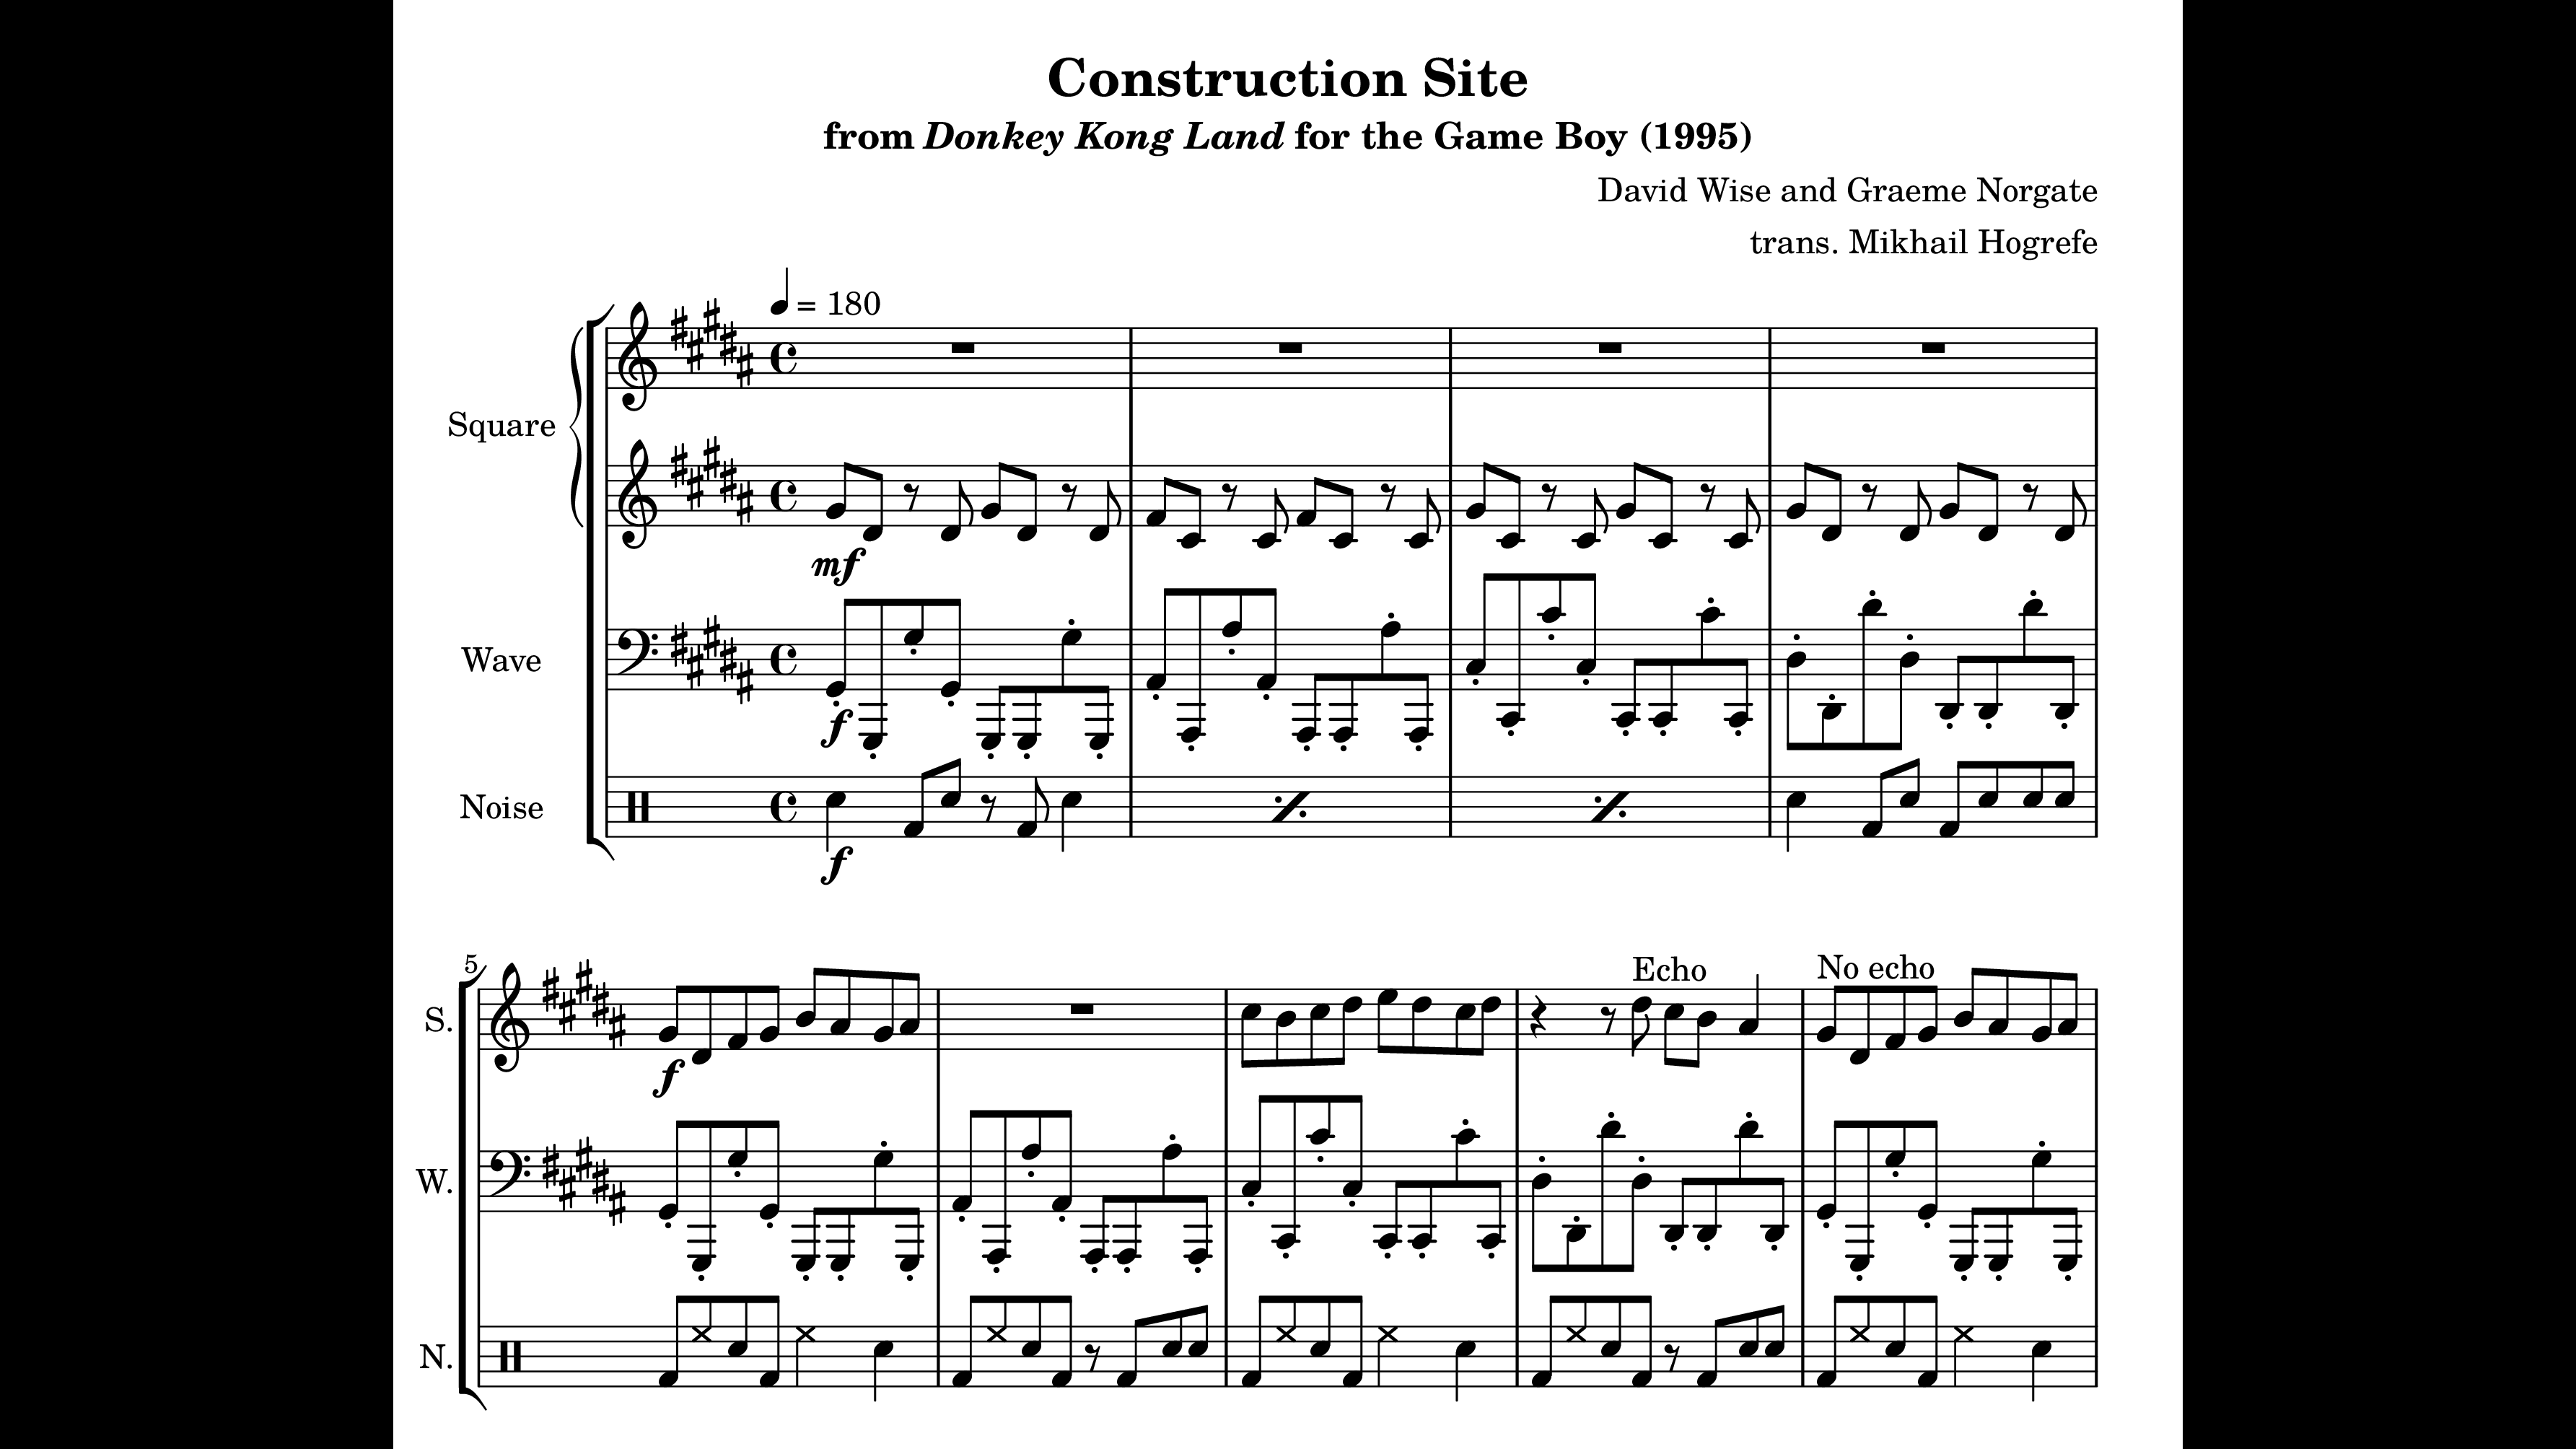 Construction Site
from Donkey Kong Land for the Game Boy (1995)
David Wise and Graeme Norgate
trans. Mikhail Hogrefe
= 180
Square
mf
Wave
f
Noise
f
5
Echo
No echo
S.
f
W.
N.